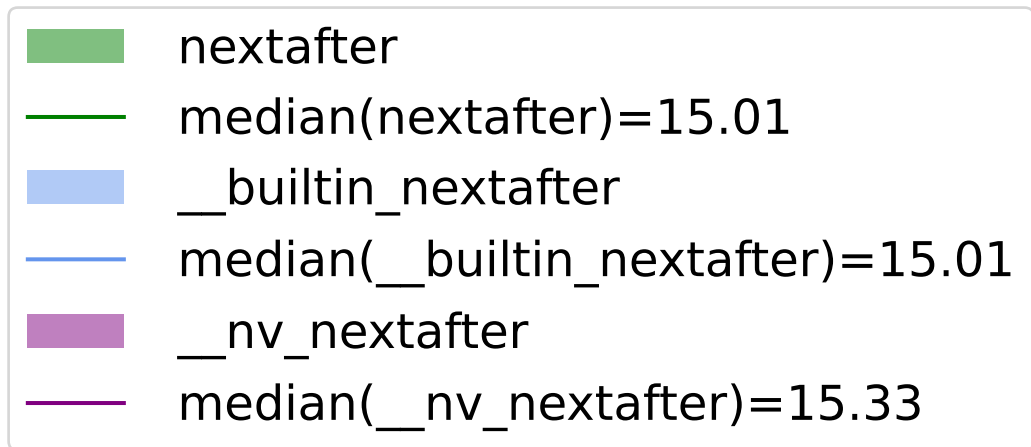 nextafter
median(nextafter)=15.01
__builtin_nextafter
median(__builtin_nextafter)=15.01
__nv_nextafter
median(__nv_nextafter)=15.33